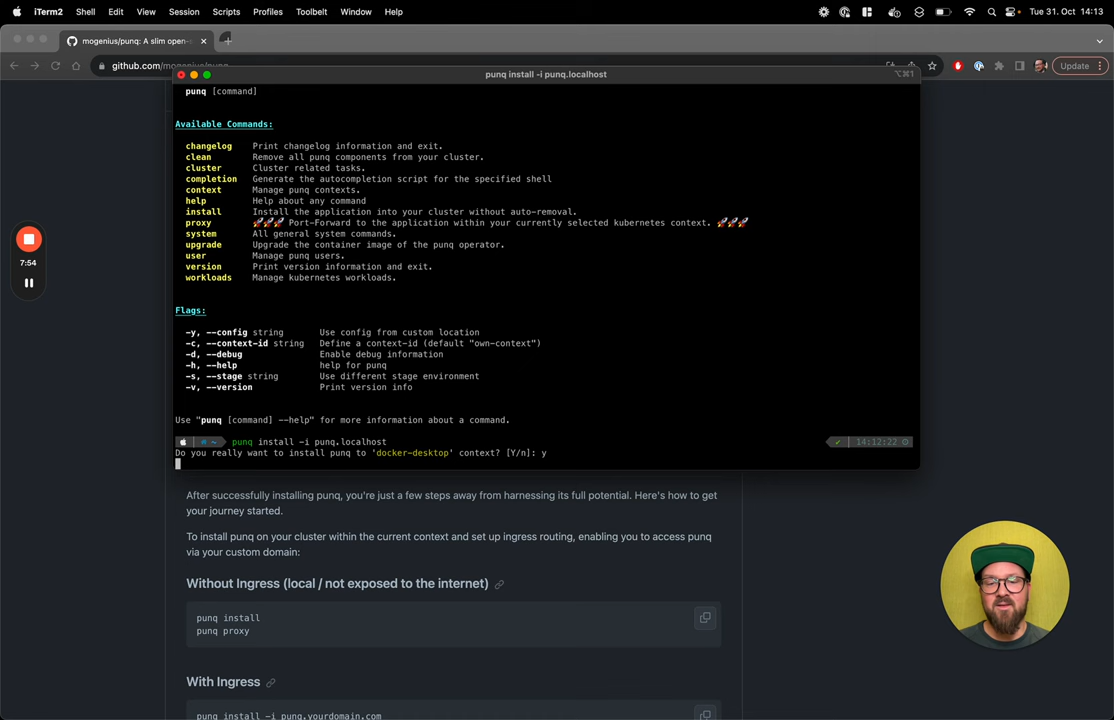 iTerm2 Shell Edit View Session Scripts Profiles Toolbelt Window Help Tue 31. Oct 14:13
mogenius/punq: A slim open-
github.com/mogenius/punq Update
punq install -i punq.localhost ⌥⌘1
punq [command]
Available Commands:
changelog Print changelog information and exit.
clean Remove all punq components from your cluster.
cluster Cluster related tasks.
completion Generate the autocompletion script for the specified shell
context Manage punq contexts.
help Help about any command
install Install the application into your cluster without auto-removal.
proxy 🚀🚀🚀 Port-Forward to the application within your currently selected kubernetes context. 🚀🚀🚀
system All general system commands.
upgrade Upgrade the container image of the punq operator.
user Manage punq users.
version Print version information and exit.
workloads Manage kubernetes workloads.
7:54
Flags:
-y, --config string Use config from custom location
-c, --context-id string Define a context-id (default "own-context")
-d, --debug Enable debug information
-h, --help help for punq
-s, --stage string Use different stage environment
-v, --version Print version info
Use "punq [command] --help" for more information about a command.
~ punq install -i punq.localhost ✔ 14:12:22
Do you really want to install punq to 'docker-desktop' context? [Y/n]: y
After successfully installing punq, you're just a few steps away from harnessing its full potential. Here's how to get
your journey started.
To install punq on your cluster within the current context and set up ingress routing, enabling you to access punq
via your custom domain:
Without Ingress (local / not exposed to the internet)
punq install
punq proxy
With Ingress
punq install -i punq.yourdomain.com